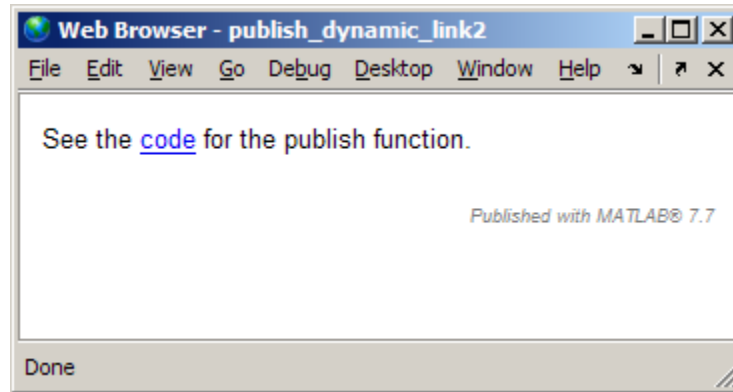 Web Browser - publish_dynamic_link2
File Edit View Go Debug Desktop Window Help
See the code for the publish function.
Published with MATLAB® 7.7
Done